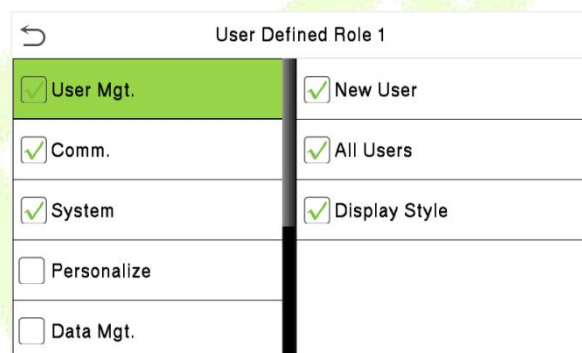 User Defined Role 1
User Mgt.
New User
Comm.
All Users
System
Display Style
Personalize
Data Mgt.